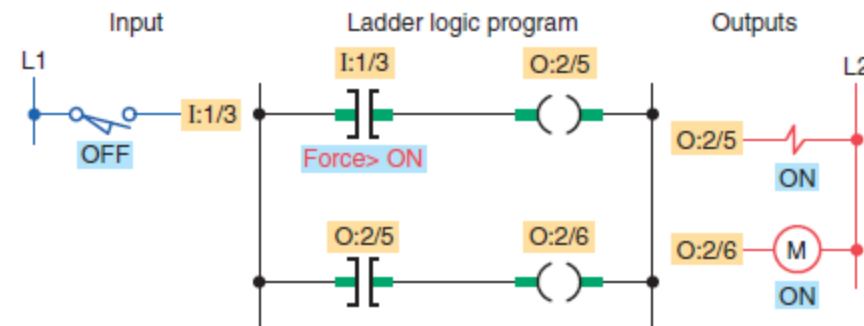 Input
Ladder logic program
Outputs
L1
I:1/3
O:2/5
L2
I:1/3
OFF
Force> ON
O:2/5
ON
O:2/5
O:2/6
O:2/6
M
ON